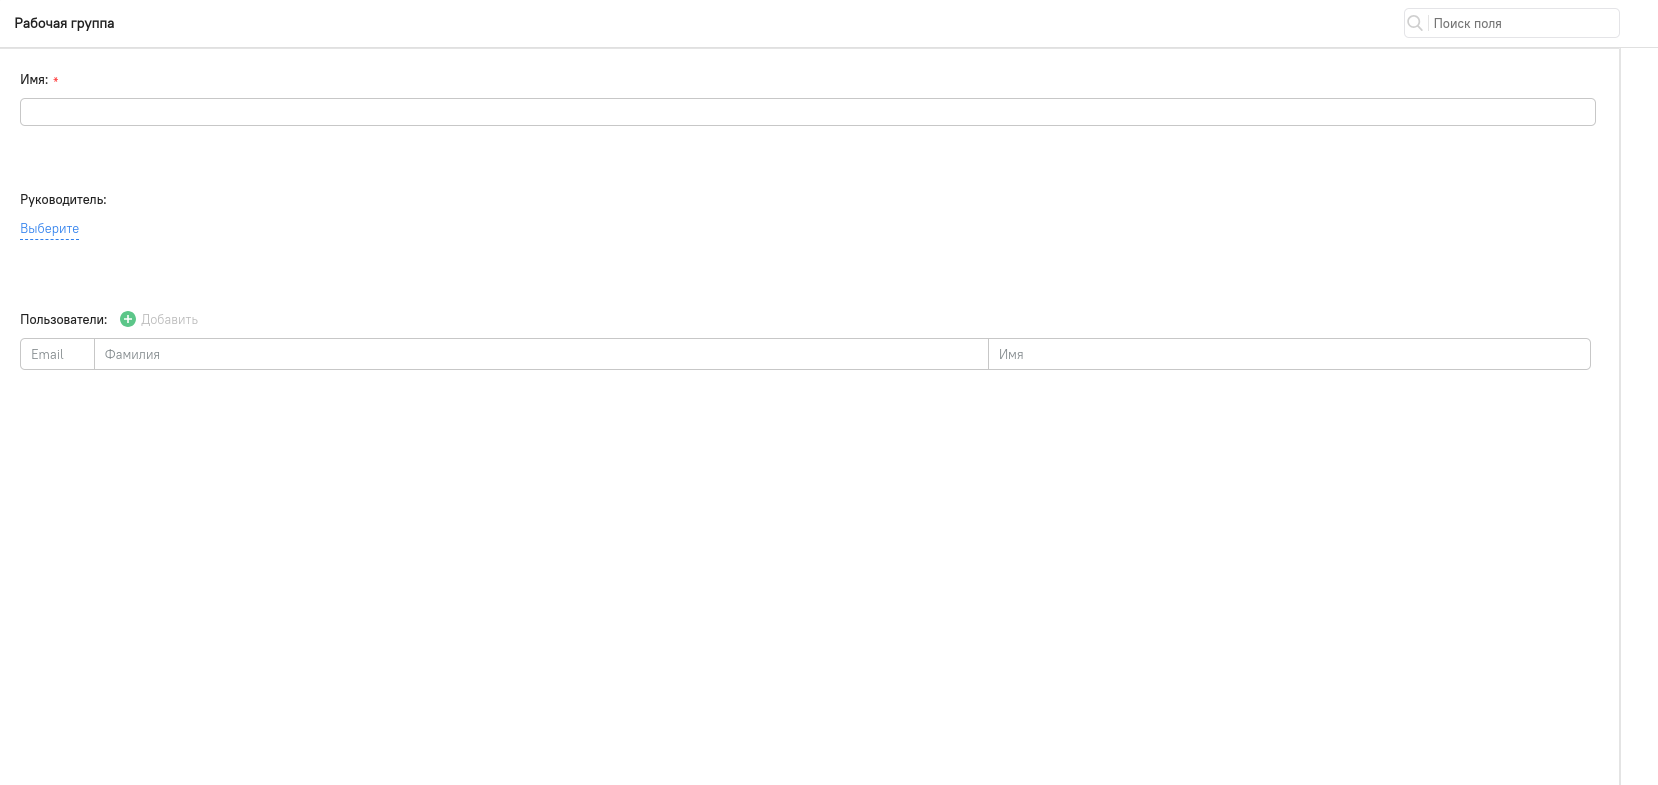 Рабочая группа
Поиск поля
Имя: *
Руководитель:
Выберите
Пользователи: Добавить
Email Фамилия Имя